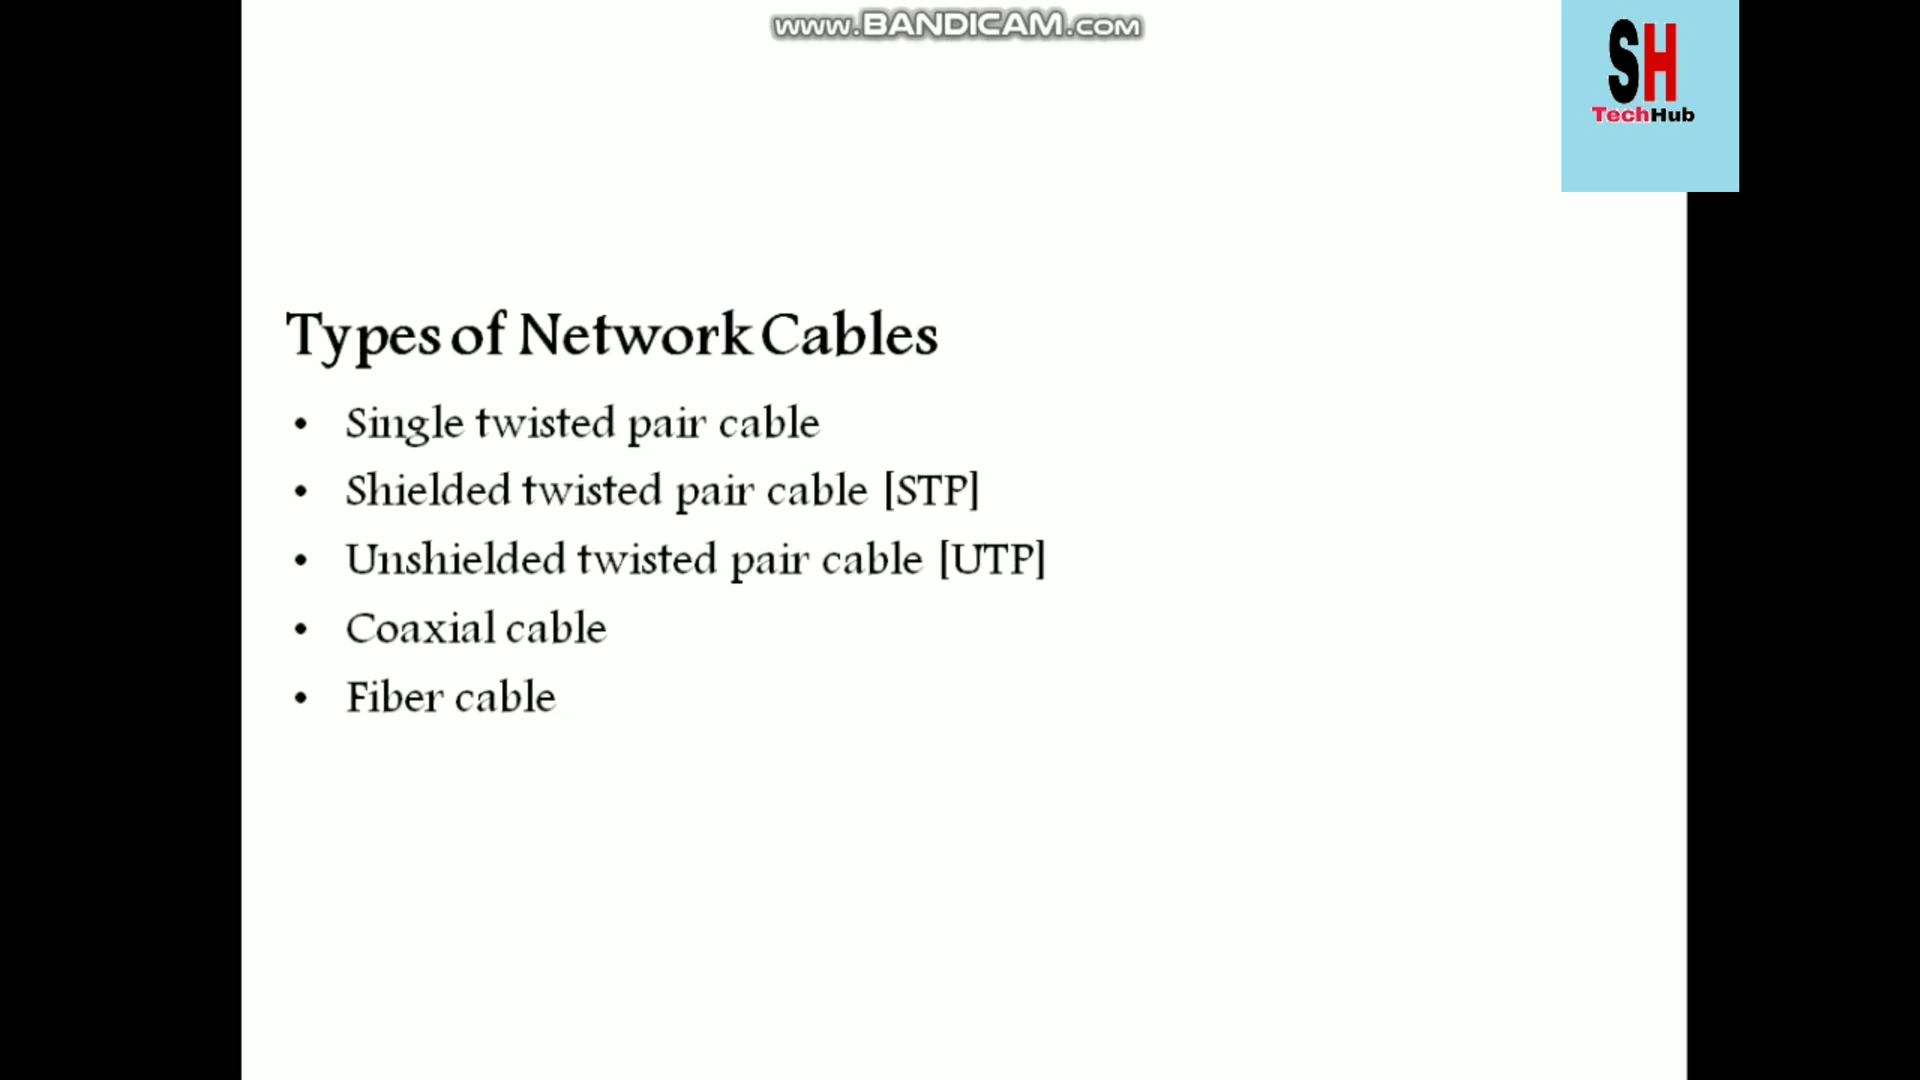 www.BANDICAM.com
SH
TechHub
Types of Network Cables
• Single twisted pair cable
• Shielded twisted pair cable [STP]
• Unshielded twisted pair cable [UTP]
• Coaxial cable
• Fiber cable